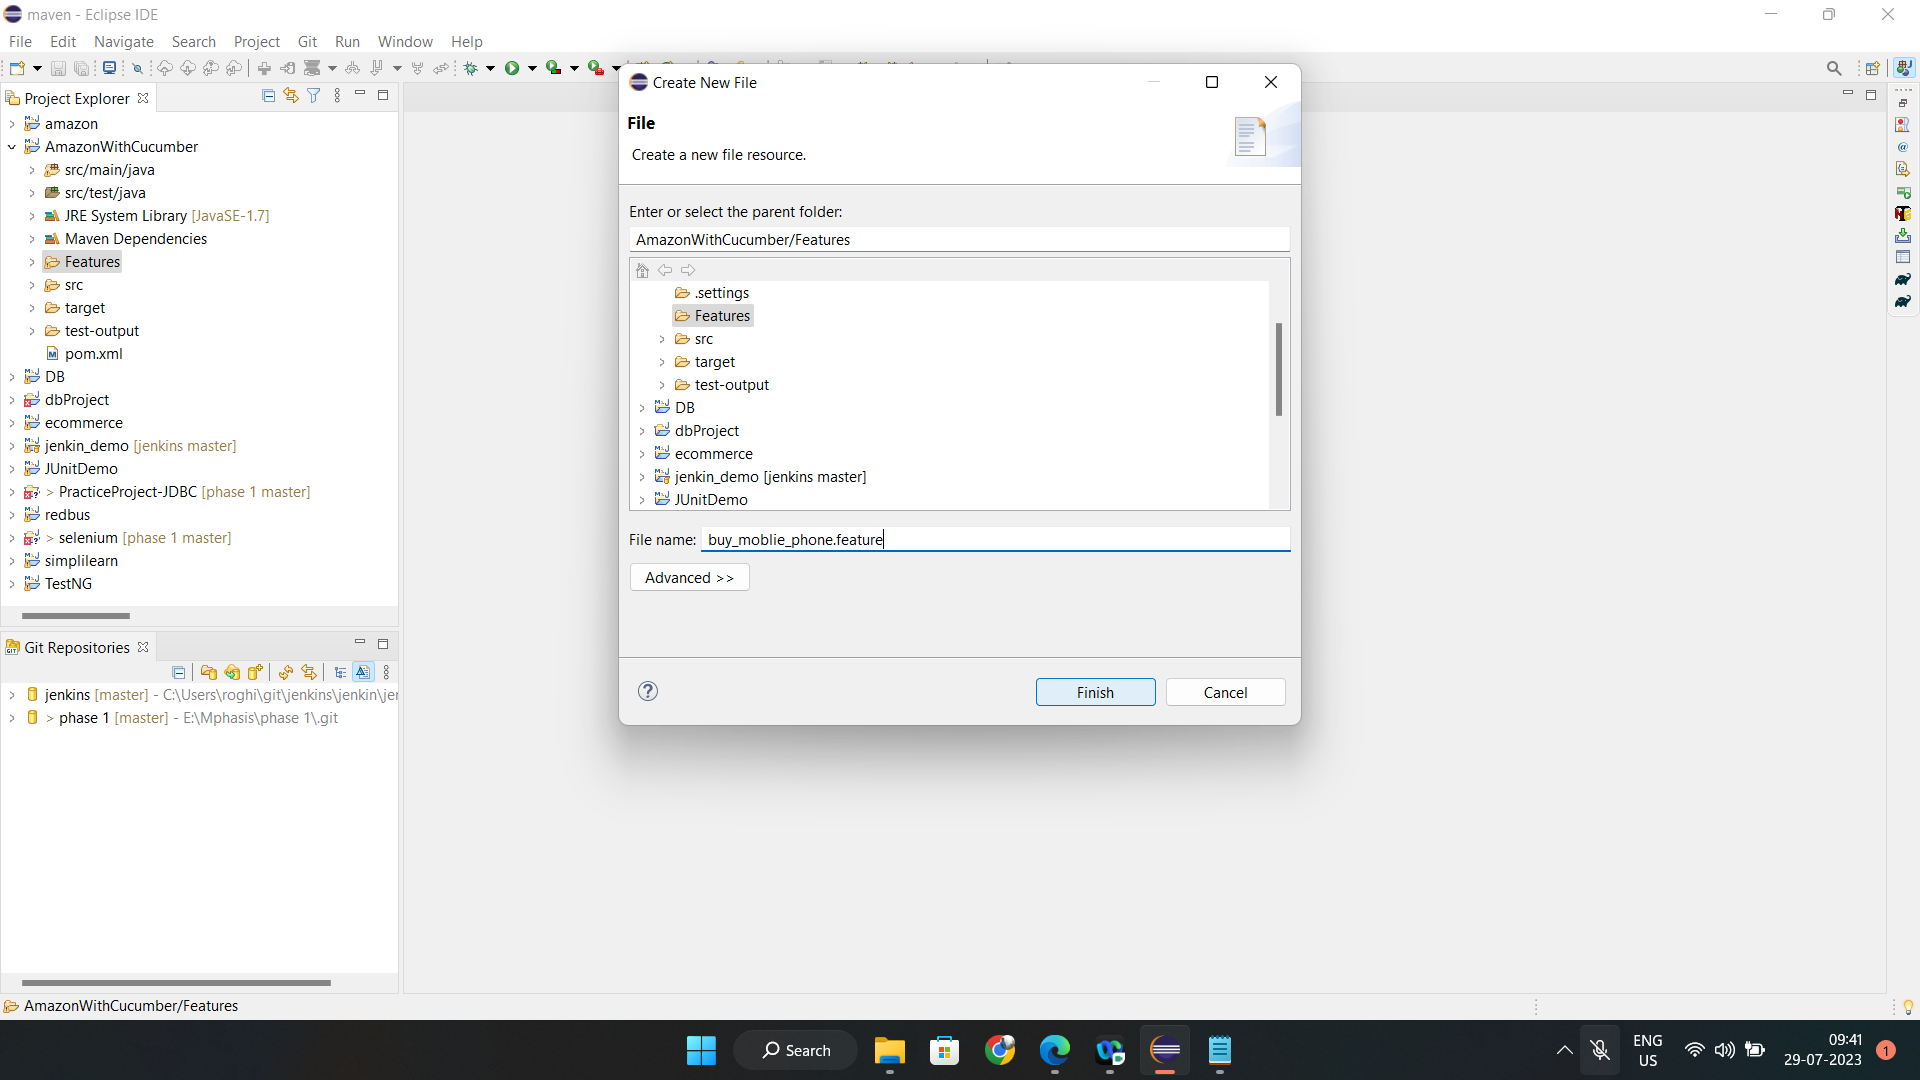 maven - Eclipse IDE
File Edit Navigate Search Project Git Run Window Help
Project Explorer
amazon
AmazonWithCucumber
src/main/java
src/test/java
JRE System Library [JavaSE-1.7]
Maven Dependencies
Features
src
target
test-output
pom.xml
DB
dbProject
ecommerce
jenkin_demo [jenkins master]
JUnitDemo
> PracticeProject-JDBC [phase 1 master]
redbus
> selenium [phase 1 master]
simplilearn
TestNG
Git Repositories
jenkins [master] - C:\Users\roghi\git\jenkins\jenkin\jer
> phase 1 [master] - E:\Mphasis\phase 1\.git
AmazonWithCucumber/Features
Create New File
File
Create a new file resource.
Enter or select the parent folder:
AmazonWithCucumber/Features
.settings
Features
src
target
test-output
DB
dbProject
ecommerce
jenkin_demo [jenkins master]
JUnitDemo
File name: buy_moblie_phone.feature
Advanced >>
Finish
Cancel
Search
ENG
US
09:41
29-07-2023
1